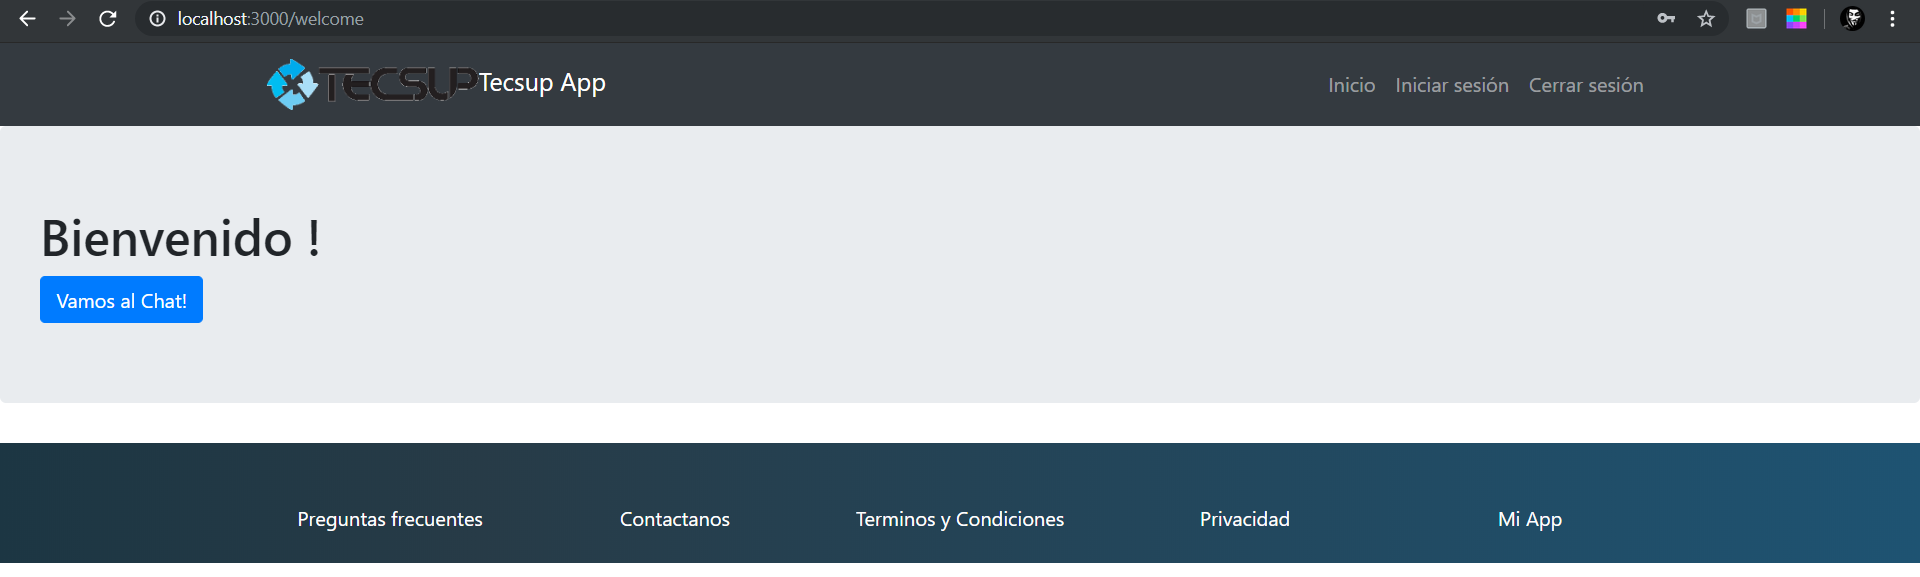 localhost:3000/welcome
TECSUP Tecsup App Inicio Iniciar sesión Cerrar sesión
Bienvenido !
Vamos al Chat!
Preguntas frecuentes Contactanos Terminos y Condiciones Privacidad Mi App